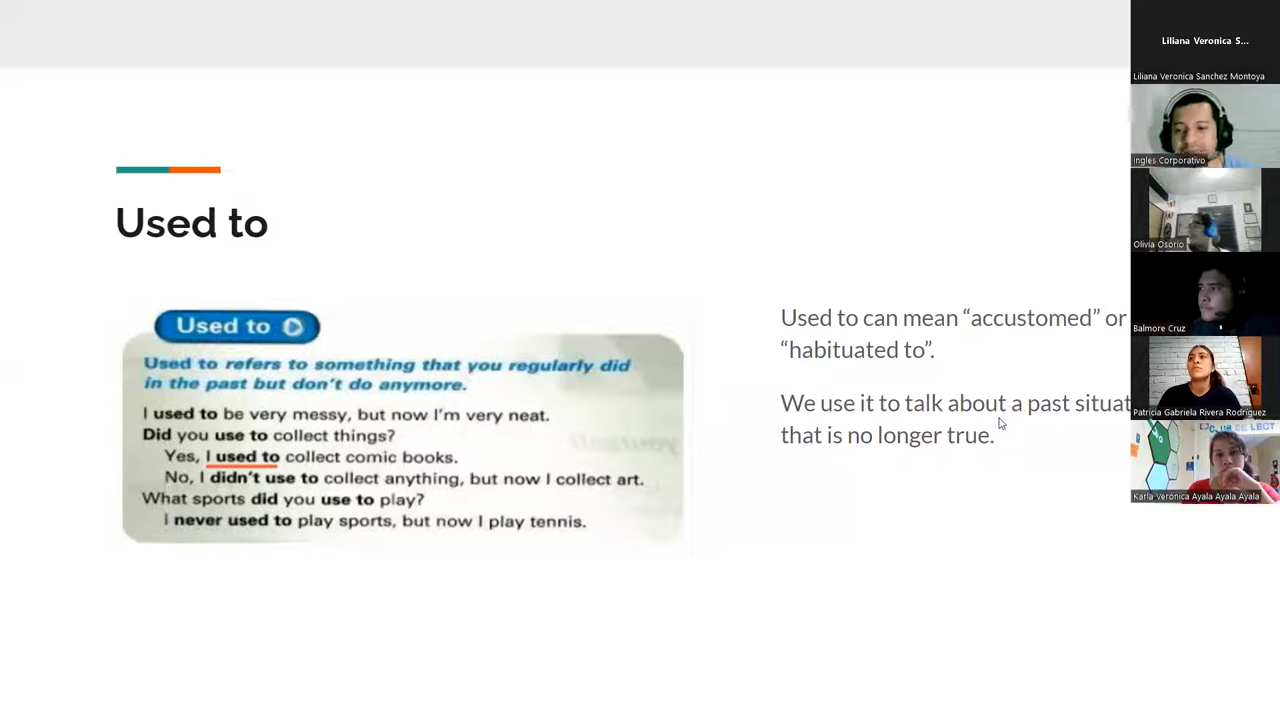 Used to
Used to
Used to refers to something that you regularly did
in the past but don't do anymore.
I used to be very messy, but now I'm very neat.
Did you use to collect things?
Yes, I used to collect comic books.
No, I didn't use to collect anything, but now I collect art.
What sports did you use to play?
I never used to play sports, but now I play tennis.
Used to can mean “accustomed” or
“habituated to”.
We use it to talk about a past
that is no longer true.
Liliana Veronica S...
Liliana Veronica Sanchez Montoya
Ingles Corporativo
Olivia Osorio
Balmore Cruz
Patricia Gabriela Rivera Rodríguez
Karla Verónica Ayala Ayala Ayala